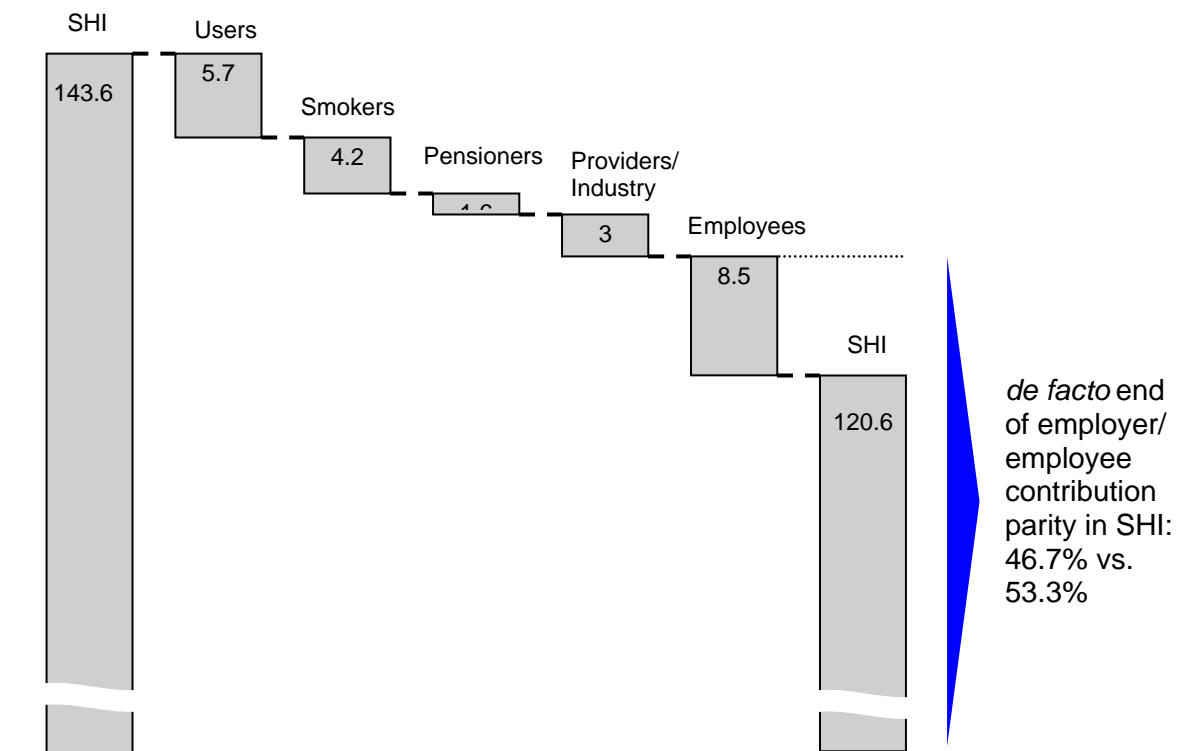 SHI
Users
143.6
5.7
Smokers
4.2
Pensioners
Providers/
Industry
3
Employees
8.5
SHI
120.6
de facto end
of employer/
employee
contribution
parity in SHI:
46.7% vs.
53.3%